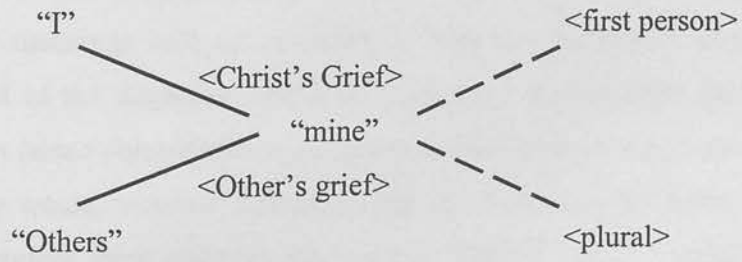 “I”
<first person>
<Christ’s Grief>
“mine”
<Other’s grief>
“Others”
<plural>